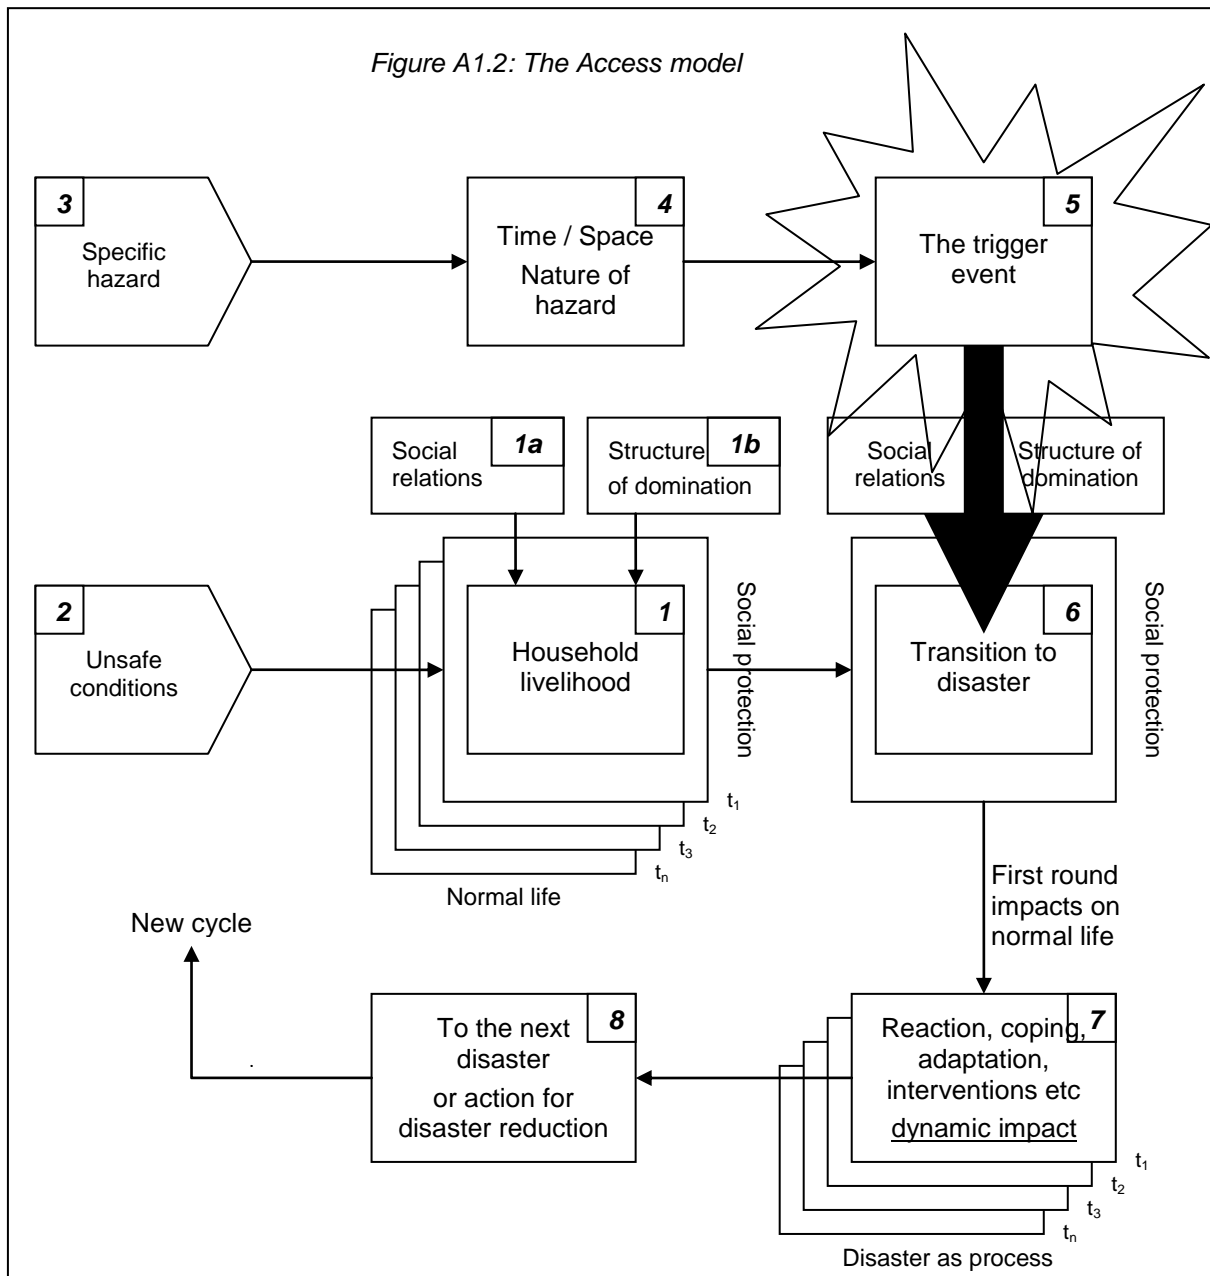 Figure A1.2: The Access model
3
Specific
hazard
4
Time / Space
Nature of
hazard
5
The trigger
event
Social
relations
1a
Structure
of domination
1b
Social
relations
Structure of
domination
2
Unsafe
conditions
1
Household
livelihood
Social protection
t1
t2
t3
tn
Normal life
6
Transition to
disaster
Social protection
First round
impacts on
normal life
New cycle
8
To the next
disaster
or action for
disaster reduction
7
Reaction, coping,
adaptation,
interventions etc
dynamic impact
t1
t2
t3
tn
Disaster as process